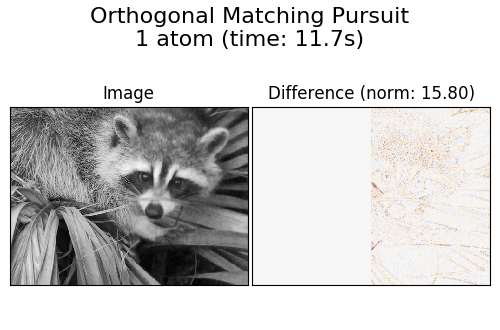 Orthogonal Matching Pursuit
1 atom (time: 11.7s)
Image
Difference (norm: 15.80)